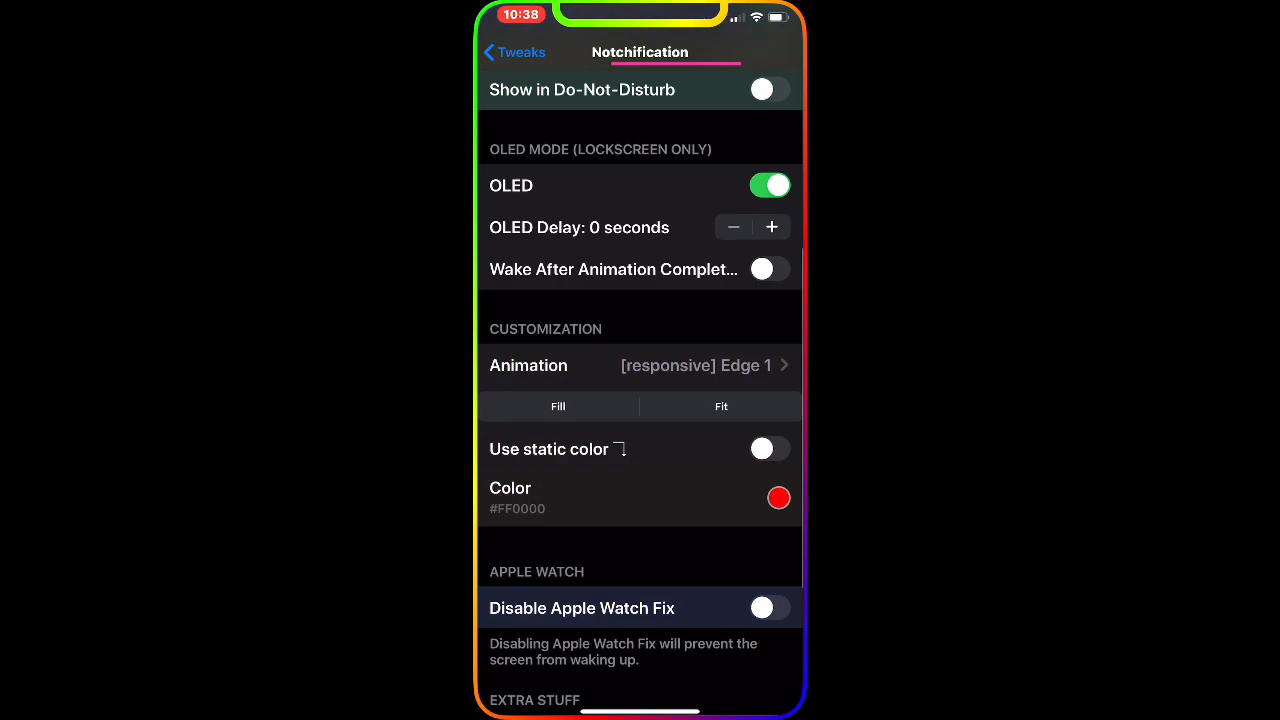 10:38
Tweaks
Notchification
Show in Do-Not-Disturb
OLED MODE (LOCKSCREEN ONLY)
OLED
OLED Delay: 0 seconds
Wake After Animation Complet...
CUSTOMIZATION
Animation [responsive] Edge 1
Fill Fit
Use static color
Color
#FF0000
APPLE WATCH
Disable Apple Watch Fix
Disabling Apple Watch Fix will prevent the
screen from waking up.
EXTRA STUFF